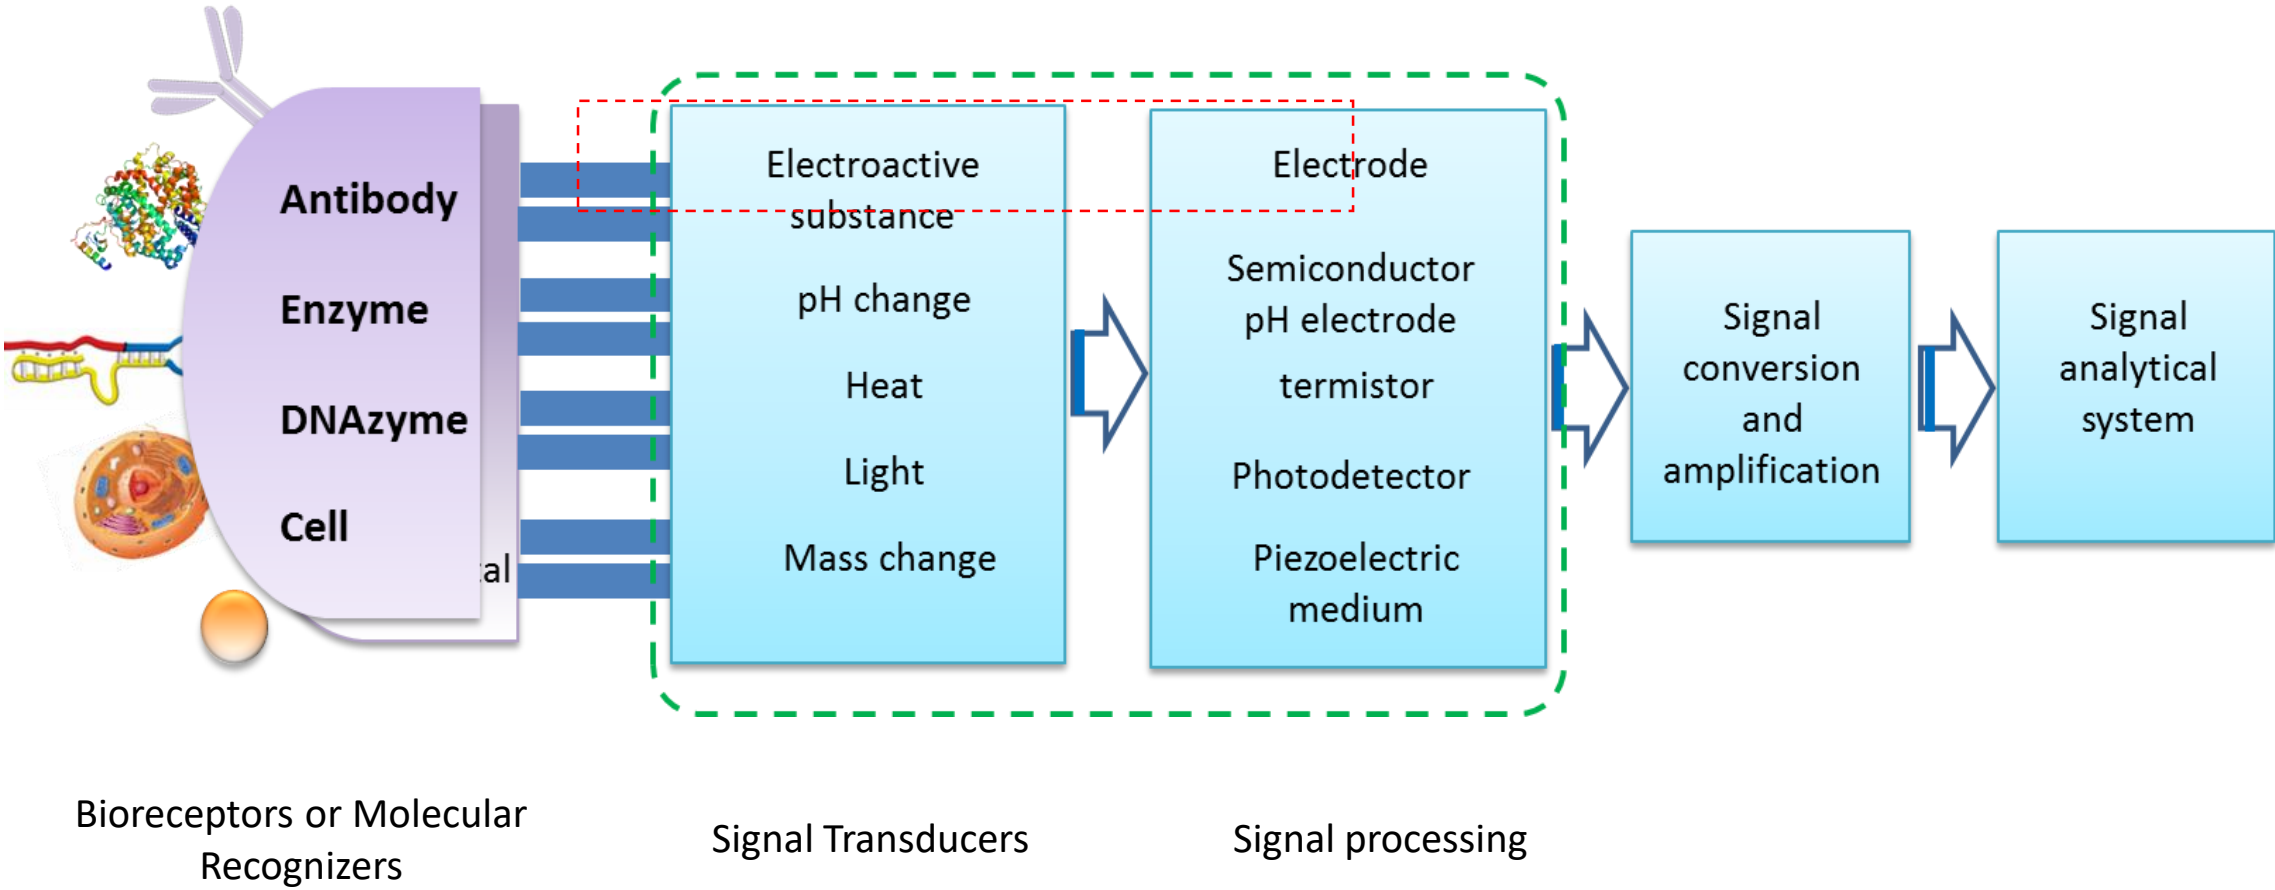 Antibody
Enzyme
DNAzyme
Cell
Electroactive
substance
pH change
Heat
Light
Mass change
Electrode
Semiconductor
pH electrode
termistor
Photodetector
Piezoelectric
medium
Signal
conversion
and
amplification
Signal
analytical
system
Bioreceptors or Molecular
Recognizers
Signal Transducers
Signal processing